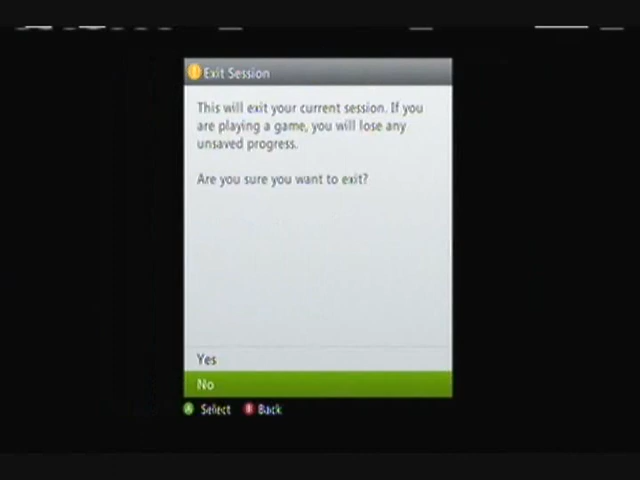 Exit Session
This will exit your current session. If you
are playing a game, you will lose any
unsaved progress.
Are you sure you want to exit?
Yes
No
A Select B Back